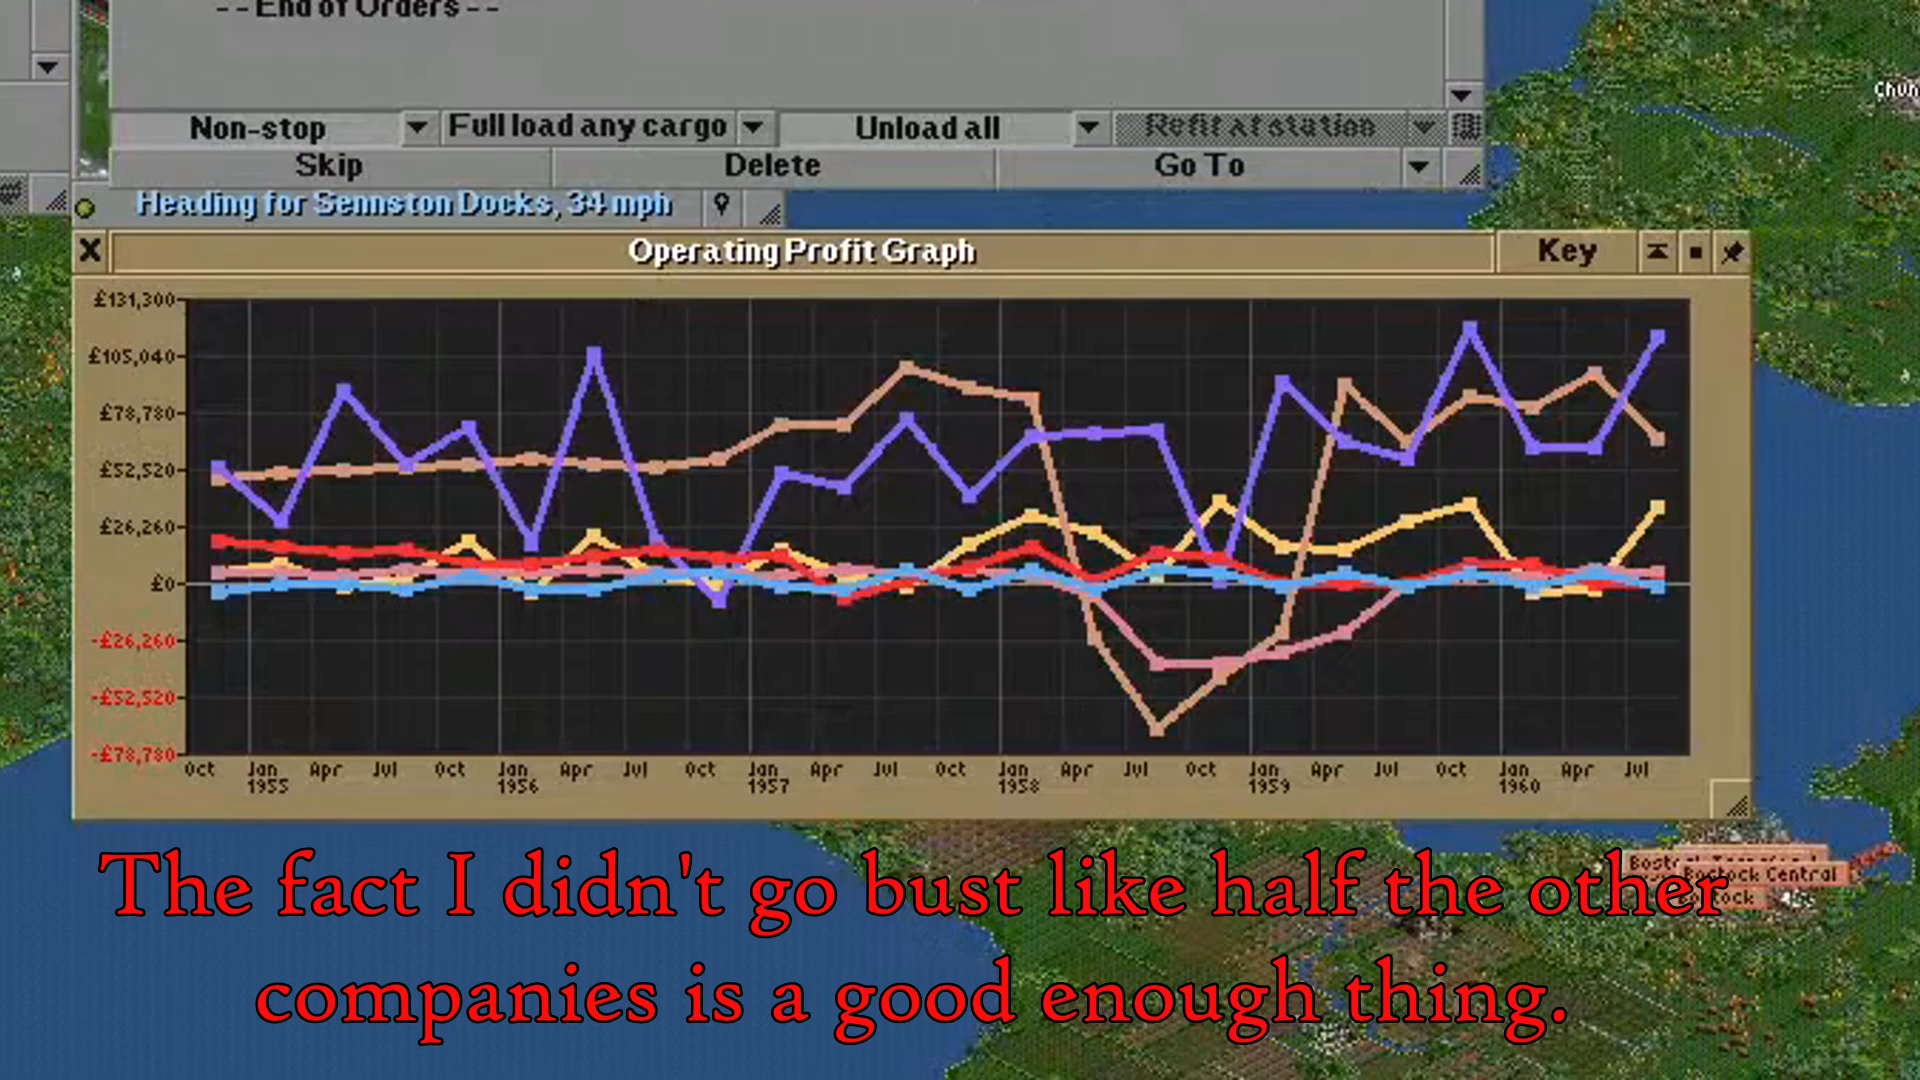 - - End of Orders - -
Non-stop
Full load any cargo
Unload all
Refit at station
Skip
Delete
Go To
Heading for Sennston Docks, 34 mph
Operating Profit Graph
Key
£131,300
£105,040
£78,780
£52,520
£26,260
£0
-£26,260
-£52,520
-£78,780
Oct Jan Apr Jul Oct Jan Apr Jul Oct Jan Apr Jul Oct Jan Apr Jul Oct Jan Apr Jul Oct Jan Apr Jul
1955 1956 1957 1958 1959 1960
Bostock Central
The fact I didn't go bust like half the other
companies is a good enough thing.